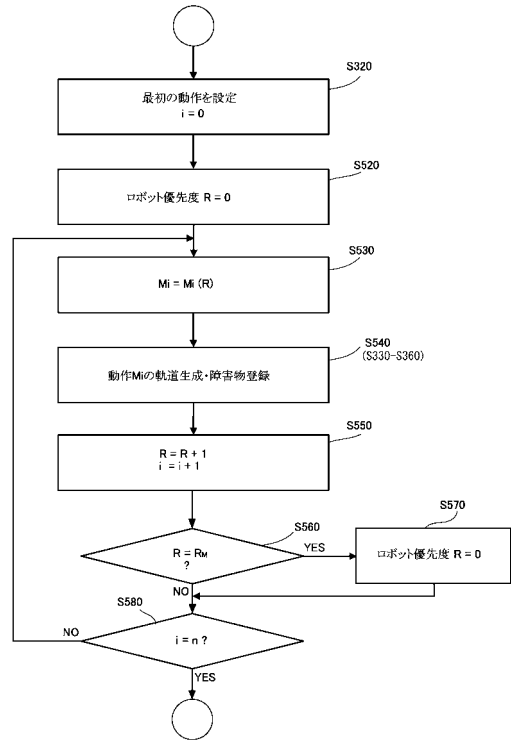 S320
最初の動作を設定
i = 0
S520
ロボット優先度 R = 0
S530
Mi = Mi (R)
S540
(S330-S360)
動作Miの軌道生成・障害物登録
S550
R = R + 1
i = i + 1
S560
R = RM
?
YES
S570
ロボット優先度 R = 0
NO
S580
i = n ?
NO
YES